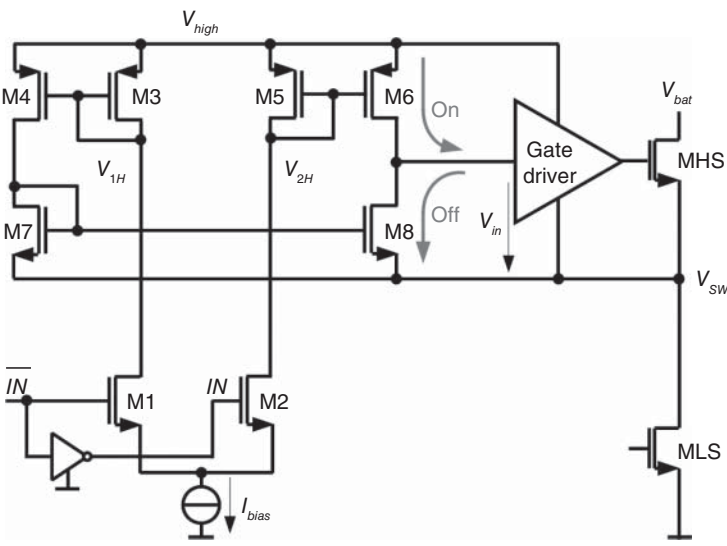 V_high
M4
M3
M5
M6
On
V_bat
Gate
driver
MHS
V_1H
V_2H
M7
M8
Off
V_in
V_SW
IN
M1
IN
M2
MLS
I_bias